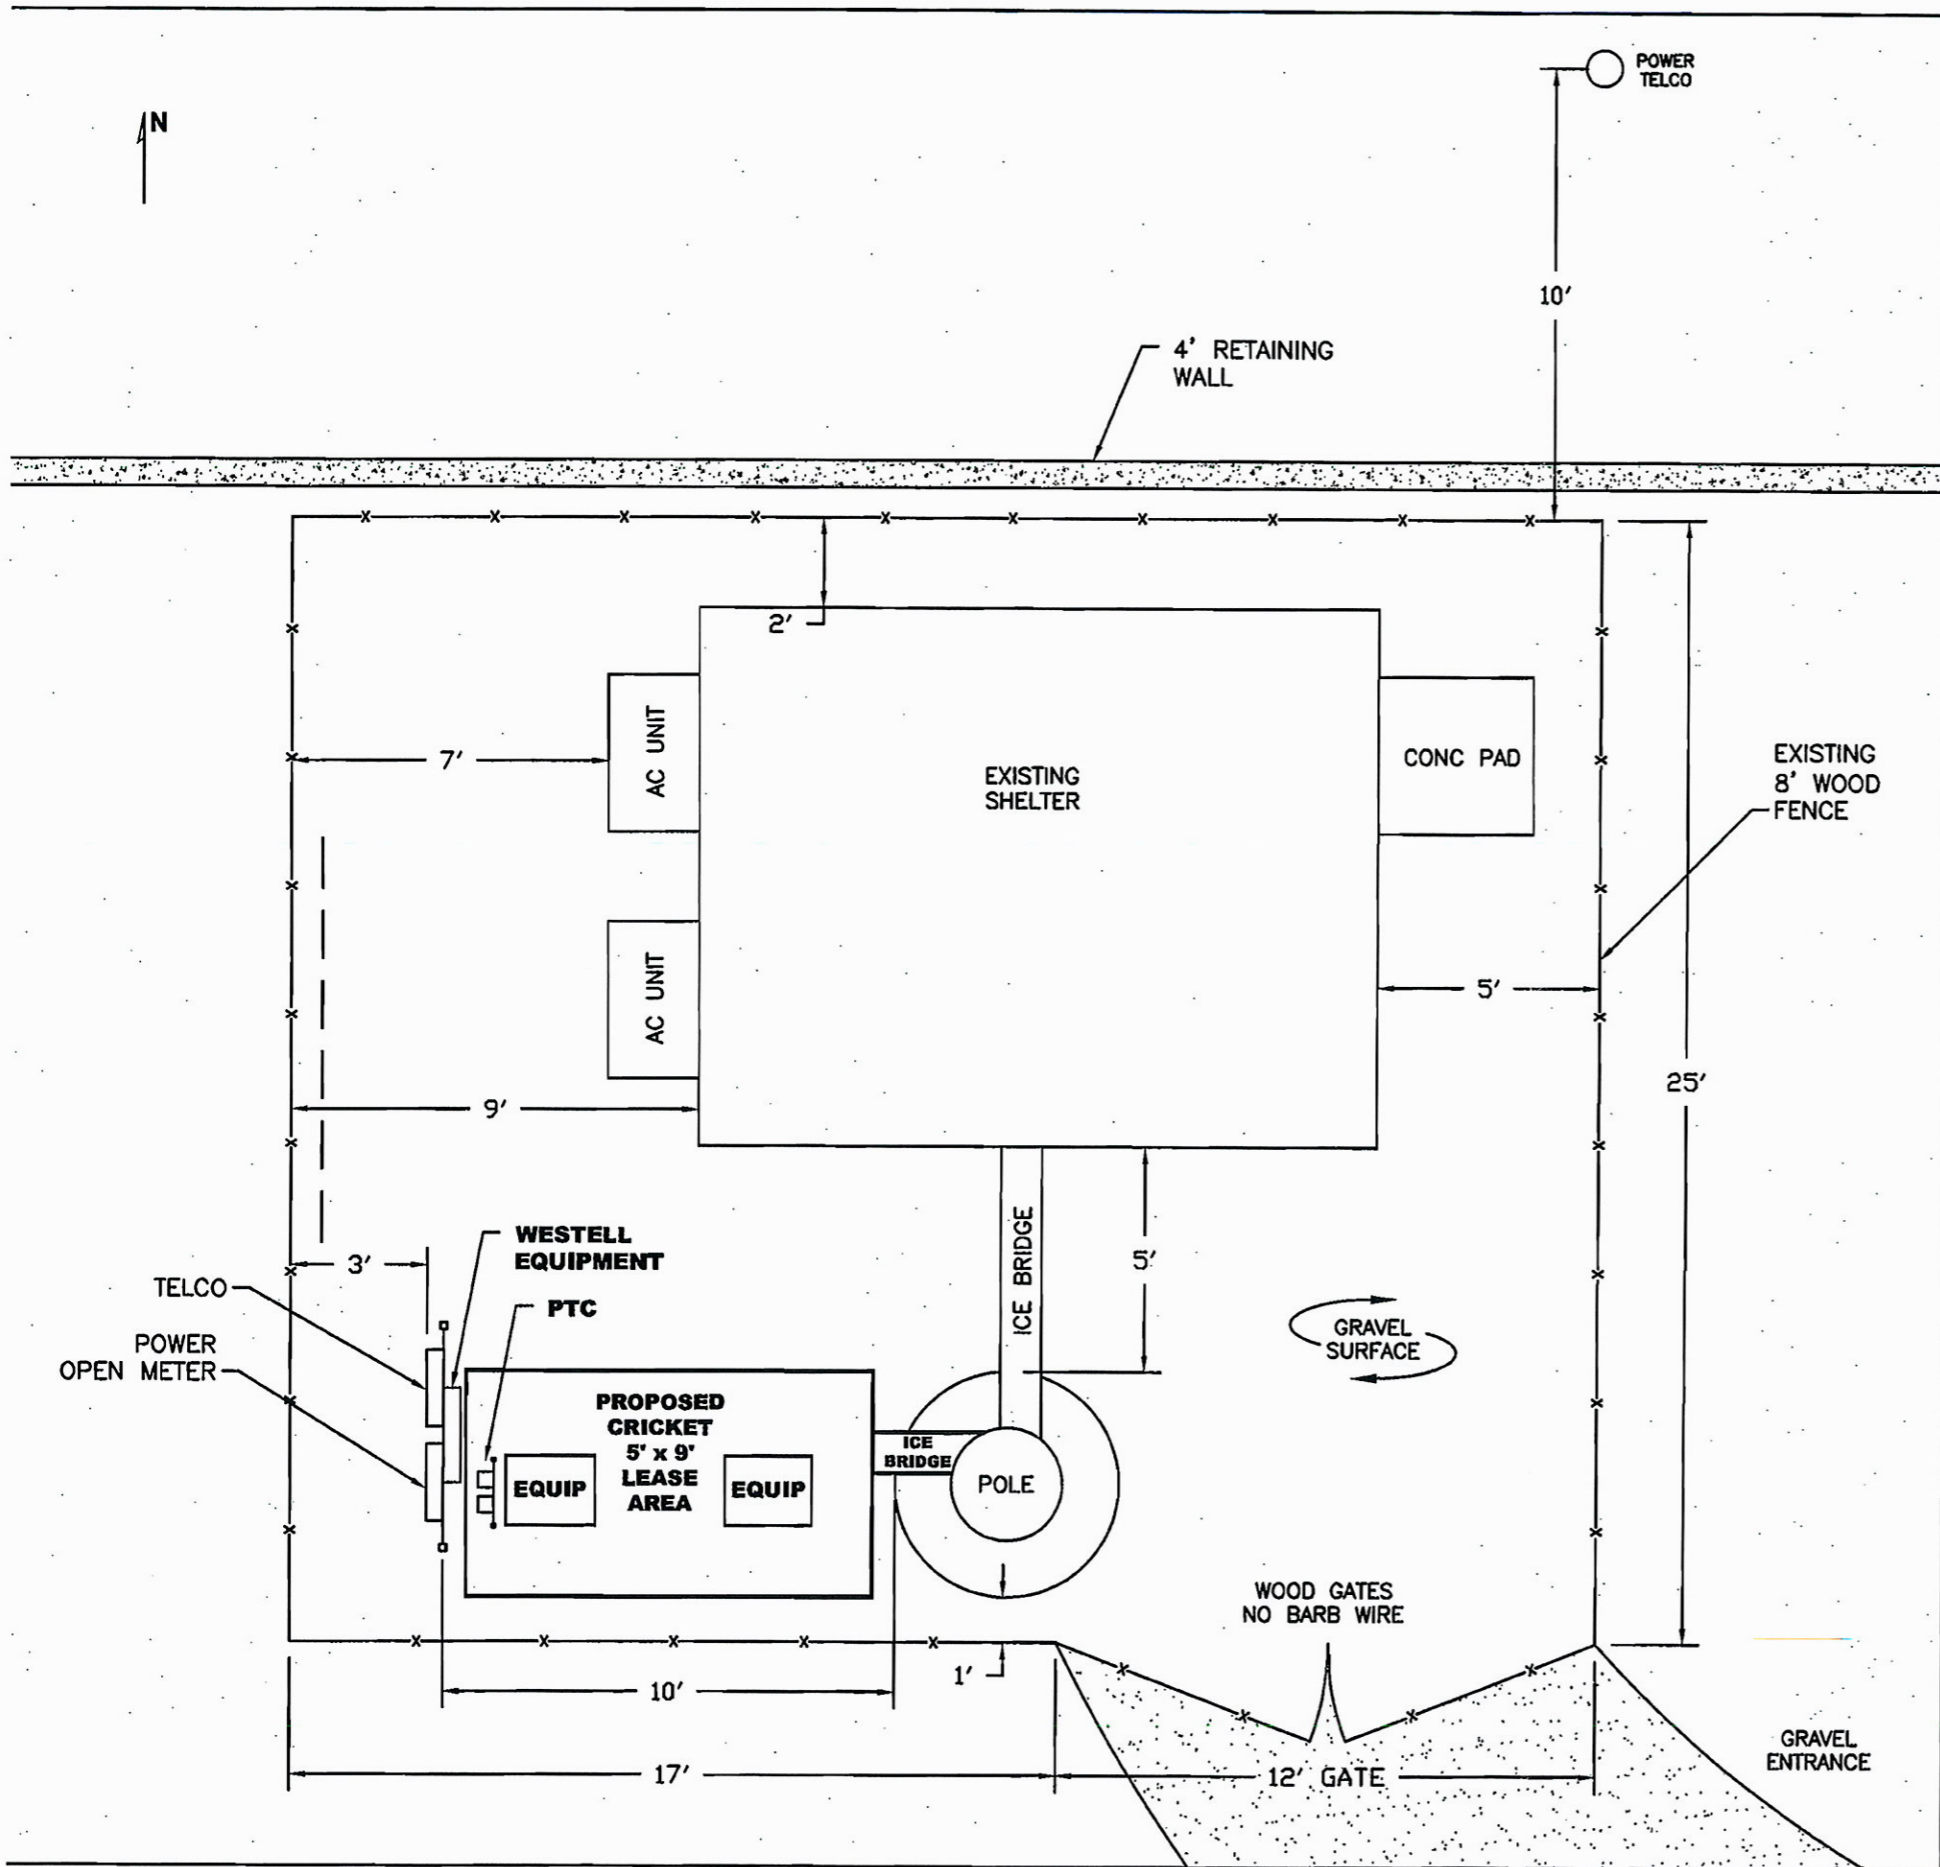 POWER
TELCO
N
10'
4' RETAINING
WALL
2'
AC UNIT
7'
CONC PAD
EXISTING
SHELTER
EXISTING
8' WOOD
FENCE
AC UNIT
5'
25'
9'
ICE BRIDGE
5'
WESTELL
EQUIPMENT
3'
TELCO
PTC
POWER
OPEN METER
GRAVEL
SURFACE
PROPOSED
CRICKET
5' x 9'
LEASE
AREA
EQUIP
EQUIP
ICE
BRIDGE
POLE
WOOD GATES
NO BARB WIRE
1'
10'
GRAVEL
ENTRANCE
17'
12' GATE